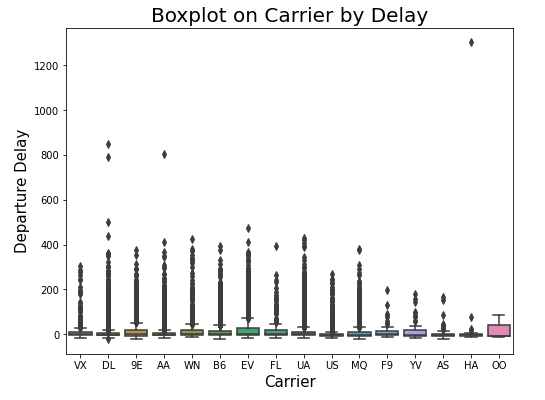 Boxplot on Carrier by Delay
Departure Delay
1200
1000
800
600
400
200
0
VX DL 9E AA WN B6 EV FL UA US MQ F9 YV AS HA OO
Carrier